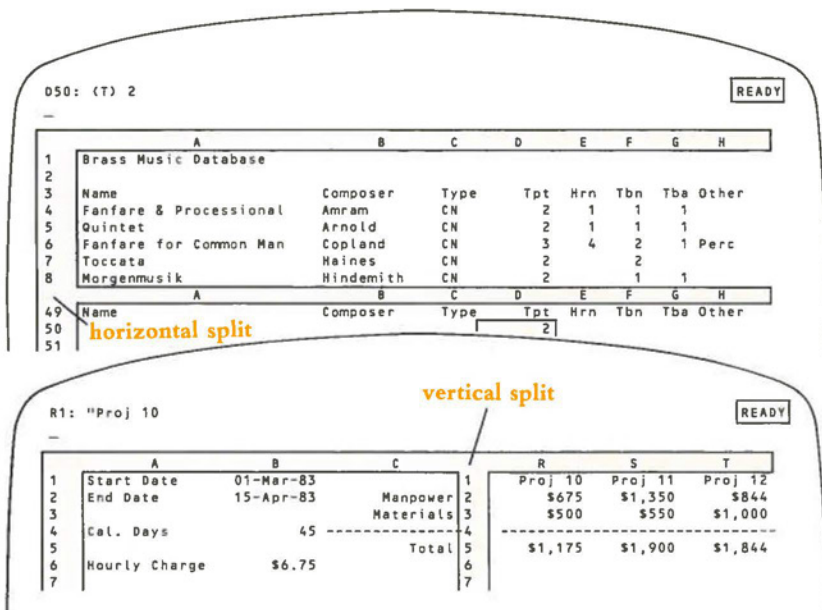 D50: (T) 2 READY
A B C D E F G H
1 Brass Music Database
2
3 Name Composer Type Tpt Hrn Tbn Tba Other
4 Fanfare & Processional Amram CN 2 1 1 1
5 Quintet Arnold CN 2 1 1 1
6 Fanfare for Common Man Copland CN 3 4 2 1 Perc
7 Toccata Haines CN 2 2
8 Morgenmusik Hindemith CN 2 1 1
A B C D E F G H
49 Name Composer Type Tpt Hrn Tbn Tba Other
50 2
horizontal split
51
vertical split
R1: "Proj 10 READY
A B C R S T
1 Start Date 01-Mar-83 1 Proj 10 Proj 11 Proj 12
2 End Date 15-Apr-83 Manpower 2 $675 $1,350 $844
3 Materials 3 $500 $550 $1,000
4 Cal. Days 45 ------------- 4 --------------------------------
5 Total 5 $1,175 $1,900 $1,844
6 Hourly Charge $6.75 6
7 7